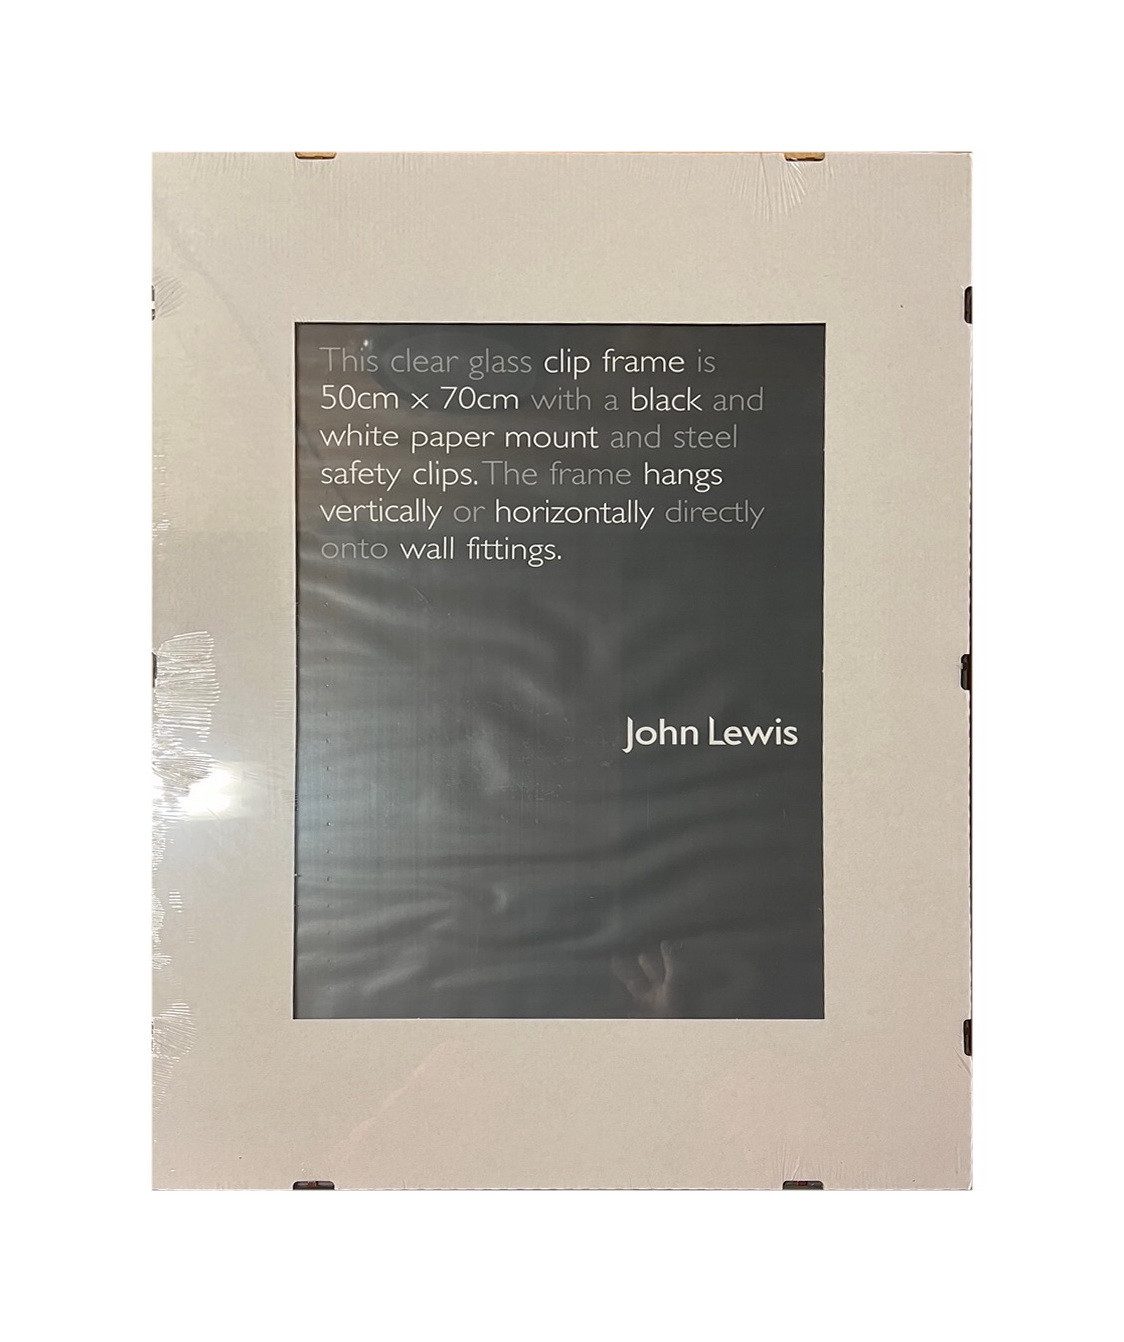 This clear glass clip frame is
50cm x 70cm with a black and
white paper mount and steel
safety clips. The frame hangs
vertically or horizontally directly
onto wall fittings.
John Lewis